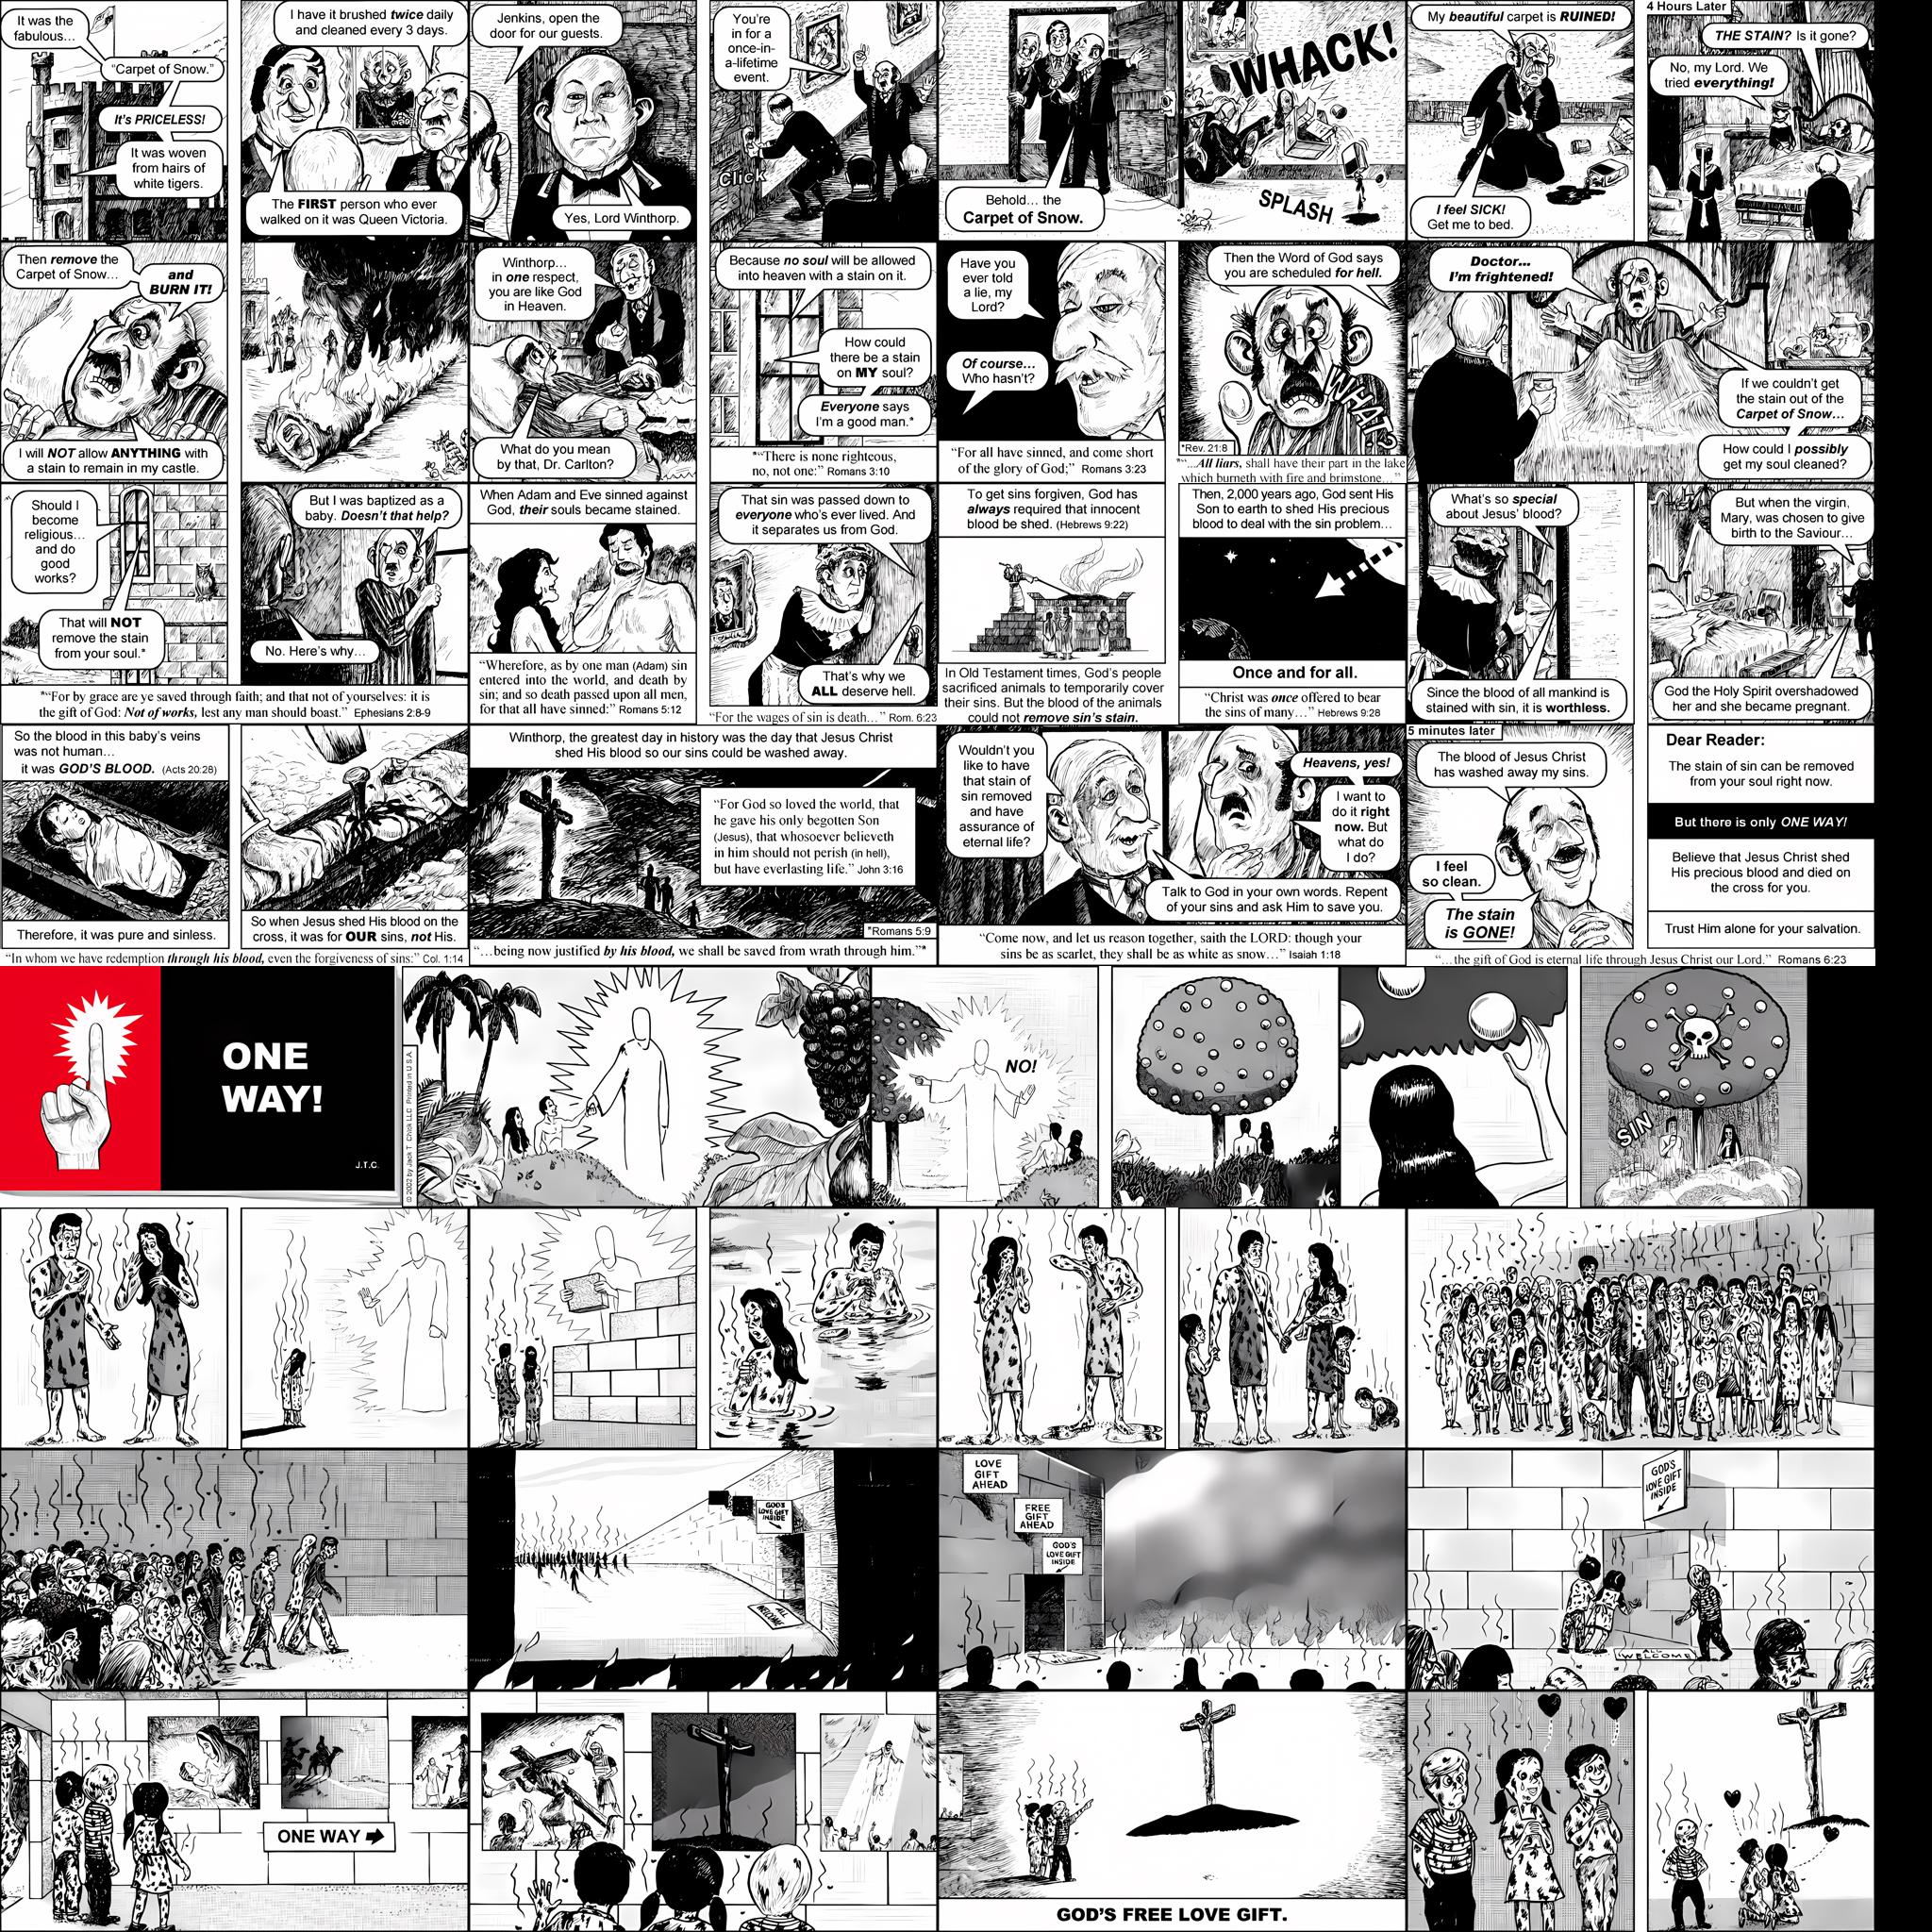 It was the
fabulous...
"Carpet of Snow."
It's PRICELESS!
It was woven
from hairs of
white tigers.
I have it brushed twice daily
and cleaned every 3 days.
The FIRST person who ever
walked on it was Queen Victoria.
Jenkins, open the
door for our guests.
Yes, Lord Winthorp.
You're
in for a
once-in-
a-lifetime
event.
Click
Behold... the
Carpet of Snow.
WHACK!
SPLASH
My beautiful carpet is RUINED!
I feel SICK!
Get me to bed.
4 Hours Later
THE STAIN? Is it gone?
No, my Lord. We
tried everything!
Then remove the
Carpet of Snow...
and
BURN IT!
I will NOT allow ANYTHING with
a stain to remain in my castle.
Winthorp...
in one respect,
you are like God
in Heaven.
What do you mean
by that, Dr. Carlton?
Because no soul will be allowed
into heaven with a stain on it.
How could
there be a stain
on MY soul?
Everyone says
I'm a good man.*
*"There is none righteous,
no, not one:" Romans 3:10
Have you
ever told
a lie, my
Lord?
Of course...
Who hasn't?
"For all have sinned, and come short
of the glory of God;" Romans 3:23
Then the Word of God says
you are scheduled for hell.
WHAT?
*Rev. 21:8
*"...All liars, shall have their part in the lake
which burneth with fire and brimstone..."
Doctor...
I'm frightened!
If we couldn't get
the stain out of the
Carpet of Snow...
How could I possibly
get my soul cleaned?
Should I
become
religious...
and do
good
works?
That will NOT
remove the stain
from your soul.*
But I was baptized as a
baby. Doesn't that help?
No. Here's why...
*"For by grace are ye saved through faith; and that not of yourselves: it is
the gift of God: Not of works, lest any man should boast." Ephesians 2:8-9
When Adam and Eve sinned against
God, their souls became stained.
"Wherefore, as by one man (Adam) sin
entered into the world, and death by
sin; and so death passed upon all men,
for that all have sinned:" Romans 5:12
That sin was passed down to
everyone who's ever lived. And
it separates us from God.
That's why we
ALL deserve hell.
"For the wages of sin is death..." Rom. 6:23
To get sins forgiven, God has
always required that innocent
blood be shed. (Hebrews 9:22)
In Old Testament times, God's people
sacrificed animals to temporarily cover
their sins. But the blood of the animals
could not remove sin's stain.
Then, 2,000 years ago, God sent His
Son to earth to shed His precious
blood to deal with the sin problem...
Once and for all.
"Christ was once offered to bear
the sins of many..." Hebrews 9:28
What's so special
about Jesus' blood?
Since the blood of all mankind is
stained with sin, it is worthless.
But when the virgin,
Mary, was chosen to give
birth to the Saviour...
God the Holy Spirit overshadowed
her and she became pregnant.
So the blood in this baby's veins
was not human...
it was GOD'S BLOOD. (Acts 20:28)
Therefore, it was pure and sinless.
So when Jesus shed His blood on the
cross, it was for OUR sins, not His.
"In whom we have redemption through his blood, even the forgiveness of sins:" Col. 1:14
Winthorp, the greatest day in history was the day that Jesus Christ
shed His blood so our sins could be washed away.
"For God so loved the world, that
he gave his only begotten Son
(Jesus), that whosoever believeth
in him should not perish (in hell),
but have everlasting life." John 3:16
*Romans 5:9
"...being now justified by his blood, we shall be saved from wrath through him."*
Wouldn't you
like to have
that stain of
sin removed
and have
assurance of
eternal life?
Heavens, yes!
I want to
do it right
now. But
what do
I do?
Talk to God in your own words. Repent
of your sins and ask Him to save you.
"Come now, and let us reason together, saith the LORD: though your
sins be as scarlet, they shall be as white as snow..." Isaiah 1:18
5 minutes later
The blood of Jesus Christ
has washed away my sins.
I feel
so clean.
The stain
is GONE!
Dear Reader:
The stain of sin can be removed
from your soul right now.
But there is only ONE WAY!
Believe that Jesus Christ shed
His precious blood and died on
the cross for you.
Trust Him alone for your salvation.
"...the gift of God is eternal life through Jesus Christ our Lord." Romans 6:23
ONE
WAY!
J.T.C.
© 2002 by Jack T. Chick LLC Printed in U.S.A.
NO!
SIN
GOD'S
LOVE GIFT
INSIDE
ALL
WELCOME
LOVE
GIFT
AHEAD
FREE
GIFT
AHEAD
GOD'S
LOVE GIFT
INSIDE
GOD'S
LOVE GIFT
INSIDE
ALL
WELCOME
ONE WAY
GOD'S FREE LOVE GIFT.